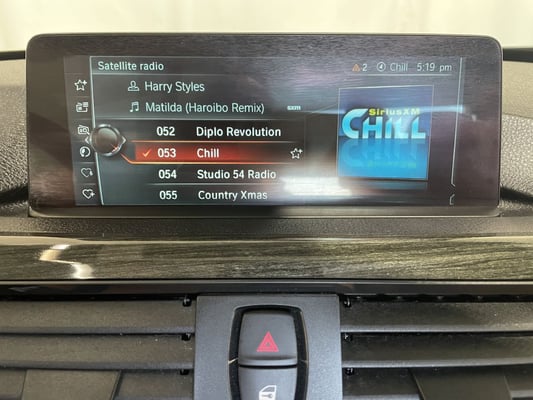 Satellite radio
2 Chill 5:19 pm
Harry Styles
Matilda (Haroibo Remix) sxm
052 Diplo Revolution
053 Chill
054 Studio 54 Radio
055 Country Xmas
SiriusXM
CHILL